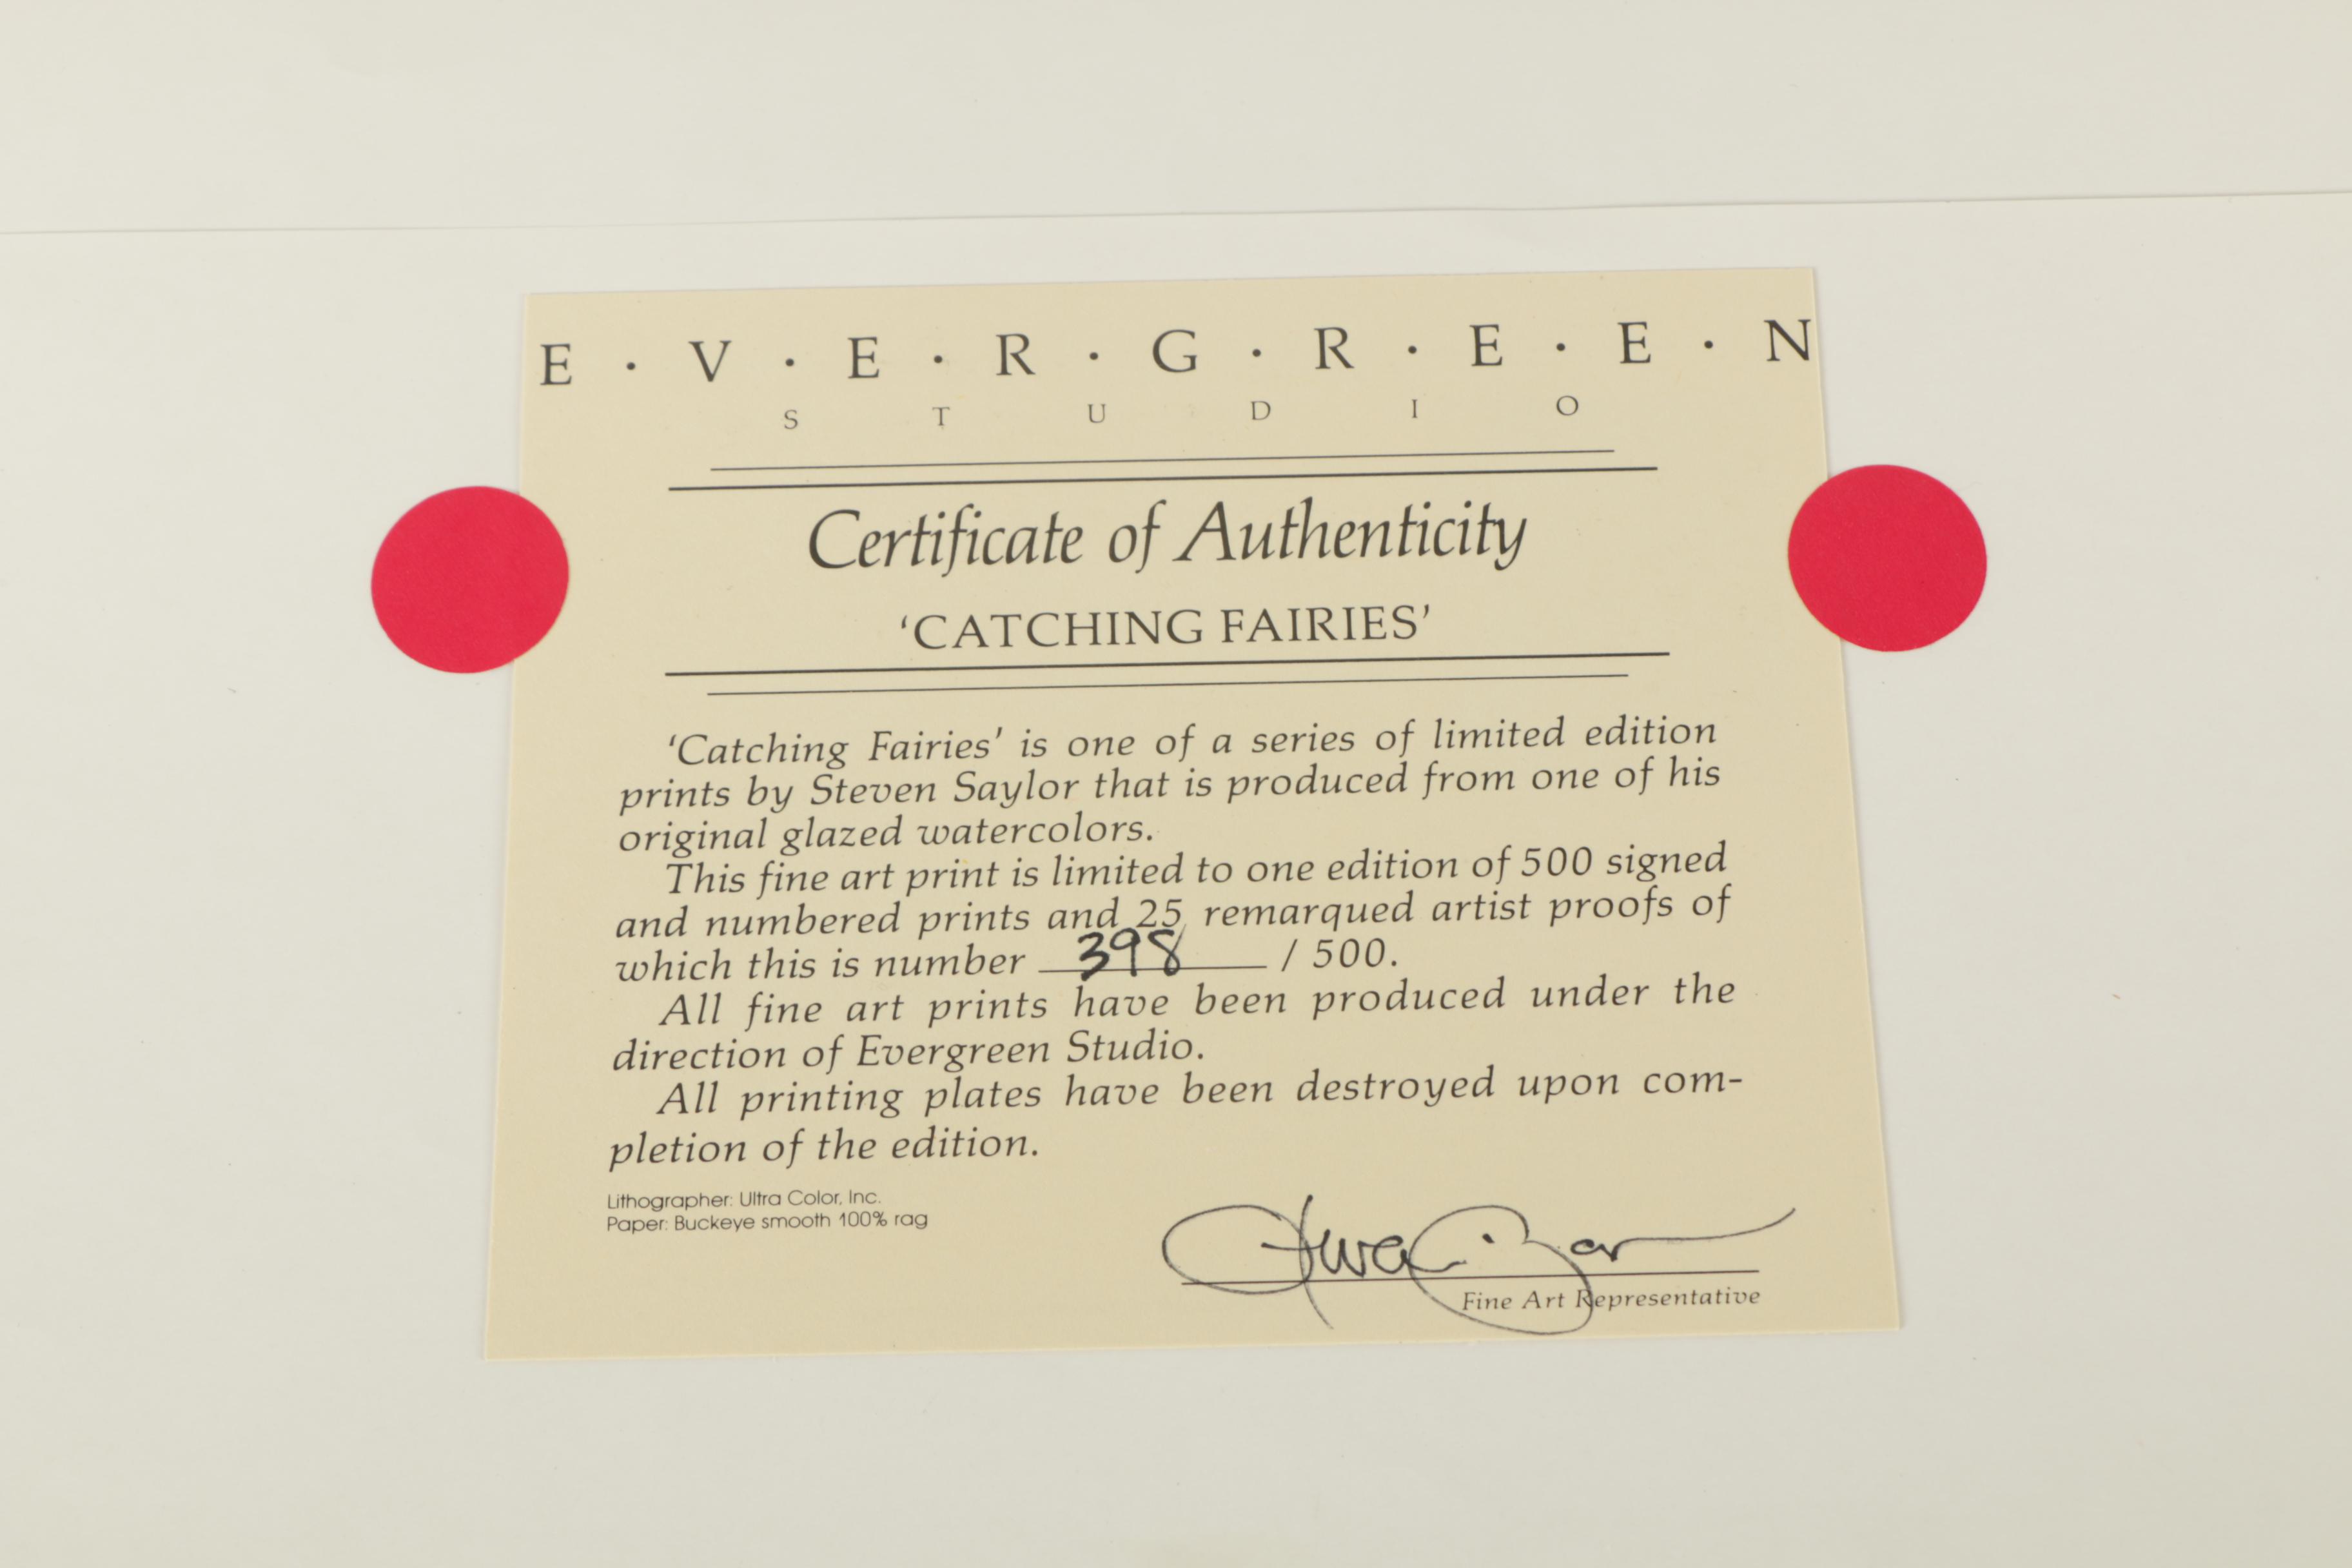 E · V · E · R · G · R · E · E · N
S T U D I O
Certificate of Authenticity
‘CATCHING FAIRIES’
‘Catching Fairies’ is one of a series of limited edition
prints by Steven Saylor that is produced from one of his
original glazed watercolors.
This fine art print is limited to one edition of 500 signed
and numbered prints and 25 remarqued artist proofs of
which this is number 398 / 500.
All fine art prints have been produced under the
direction of Evergreen Studio.
All printing plates have been destroyed upon com-
pletion of the edition.
Lithographer: Ultra Color, Inc.
Paper: Buckeye smooth 100% rag
Fine Art Representative